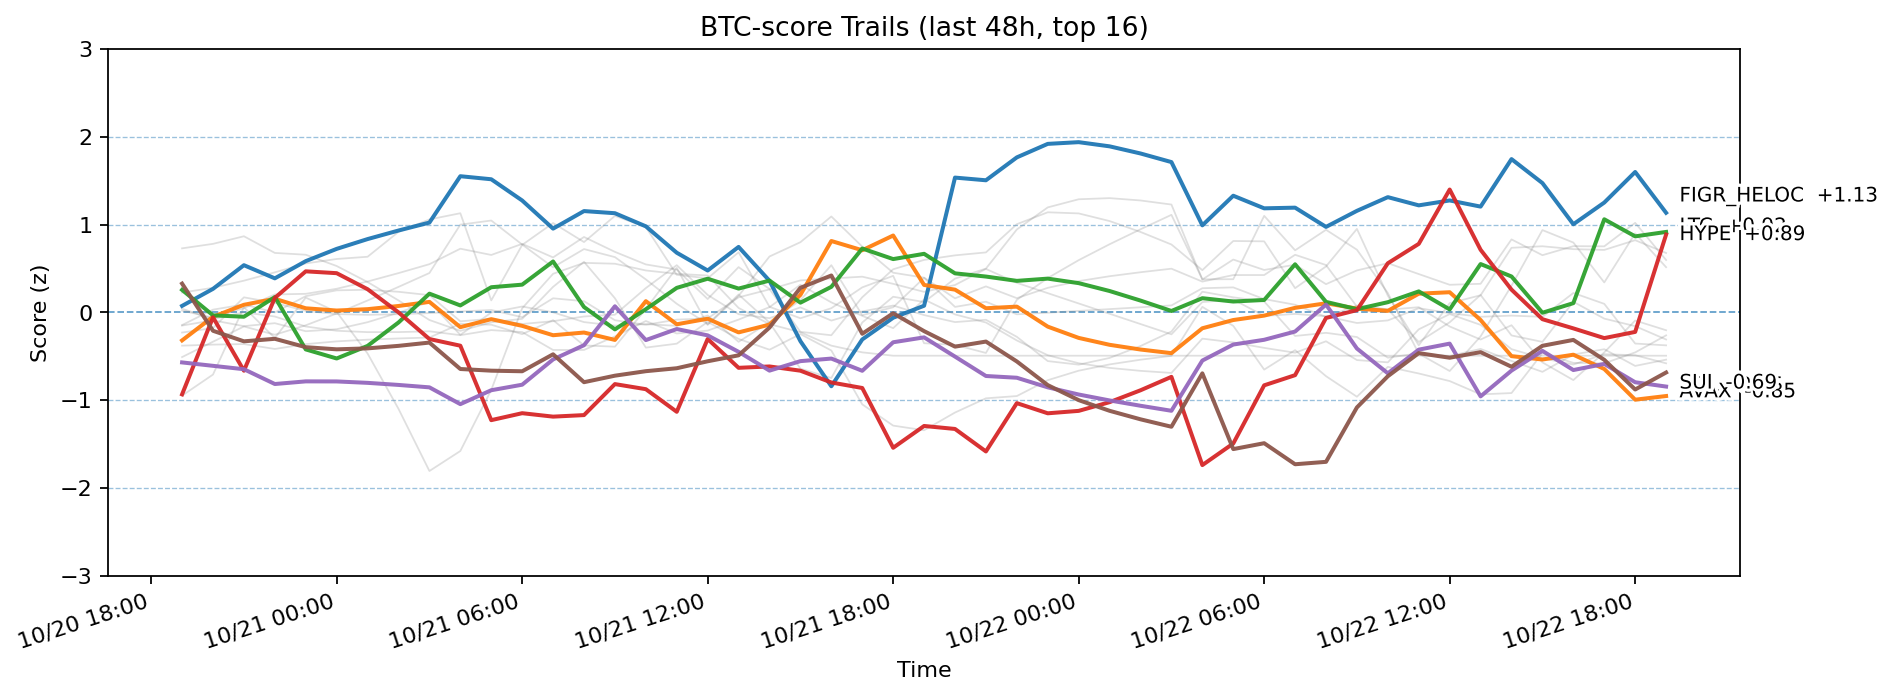 BTC-score Trails (last 48h, top 16)
Score (z)
3
2
1
0
−1
−2
−3
FIGR_HELOC +1.13
HYPE +0.89
SUI -0.69
AVAX -0.85
10/20 18:00
10/21 00:00
10/21 06:00
10/21 12:00
10/21 18:00
10/22 00:00
10/22 06:00
10/22 12:00
10/22 18:00
Time